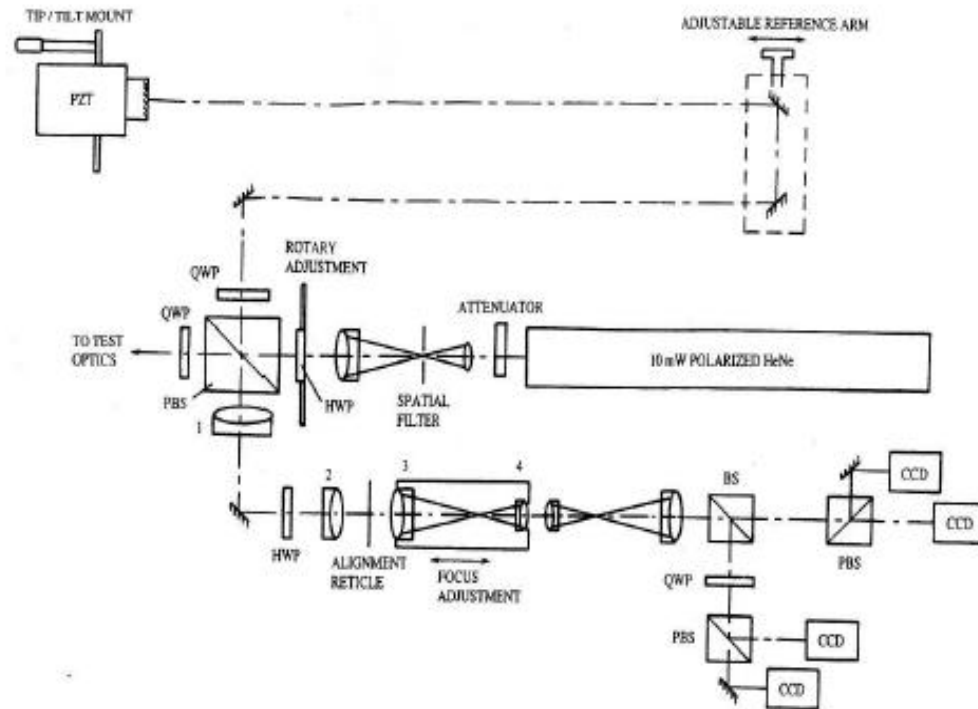 TIP / TILT MOUNT
PZT
ADJUSTABLE REFERENCE ARM
ROTARY
ADJUSTMENT
QWP
QWP
ATTENUATOR
TO TEST
OPTICS
10 mW POLARIZED HeNe
PBS
HWP
SPATIAL
FILTER
1
2
3
4
BS
CCD
CCD
HWP
ALIGNMENT
RETICLE
FOCUS
ADJUSTMENT
PBS
QWP
PBS
CCD
CCD